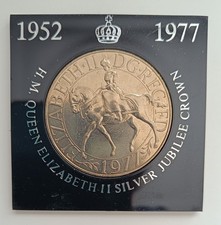 1952 1977
H. M. QUEEN ELIZABETH II SILVER JUBILEE CROWN
ELIZABETH·II DG·REG·FD
1977